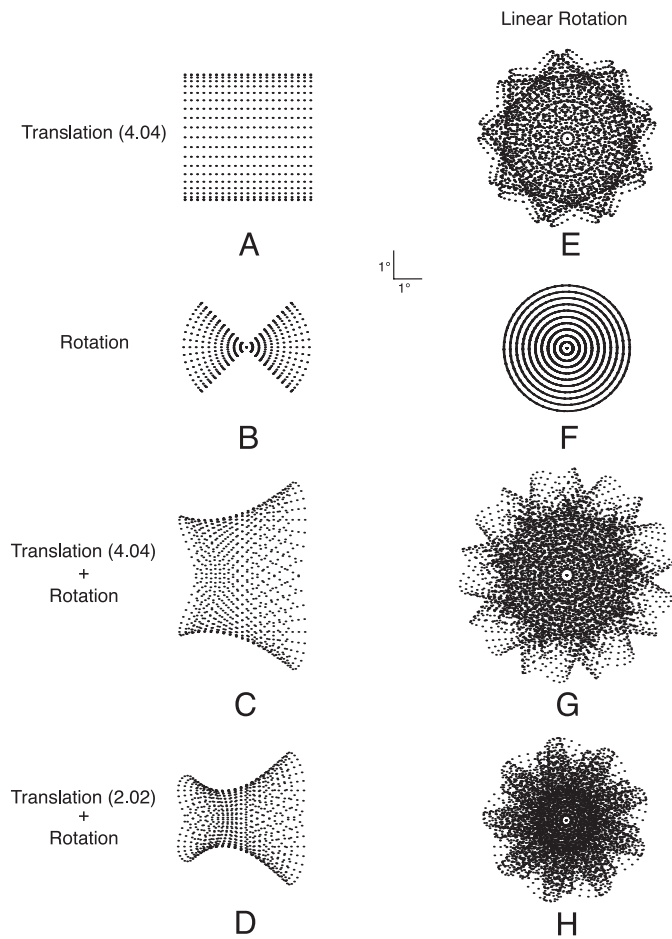 Linear Rotation
Translation (4.04)
A
E
1°
1°
Rotation
B
F
Translation (4.04)
+
Rotation
C
G
Translation (2.02)
+
Rotation
D
H